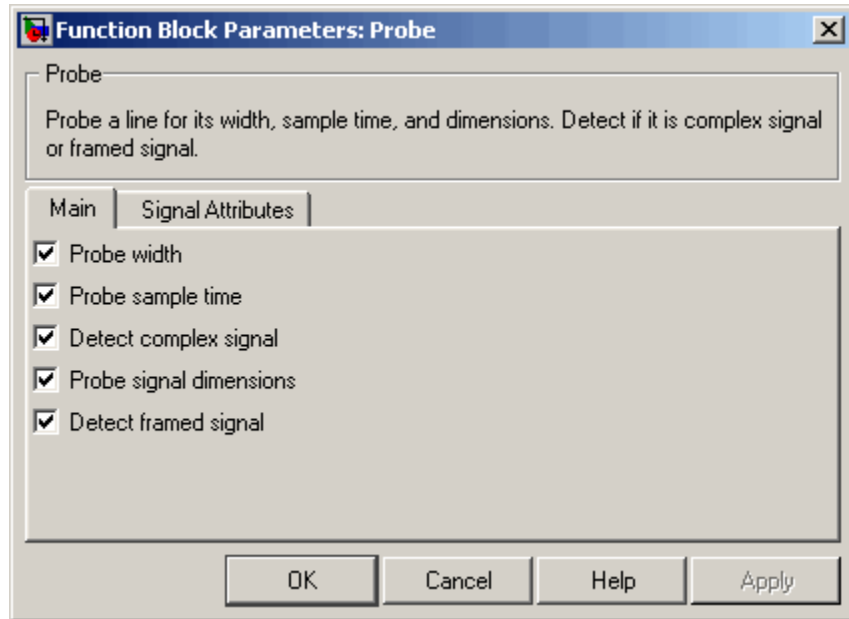 Function Block Parameters: Probe
Probe
Probe a line for its width, sample time, and dimensions. Detect if it is complex signal
or framed signal.
Main Signal Attributes
Probe width
Probe sample time
Detect complex signal
Probe signal dimensions
Detect framed signal
OK Cancel Help Apply